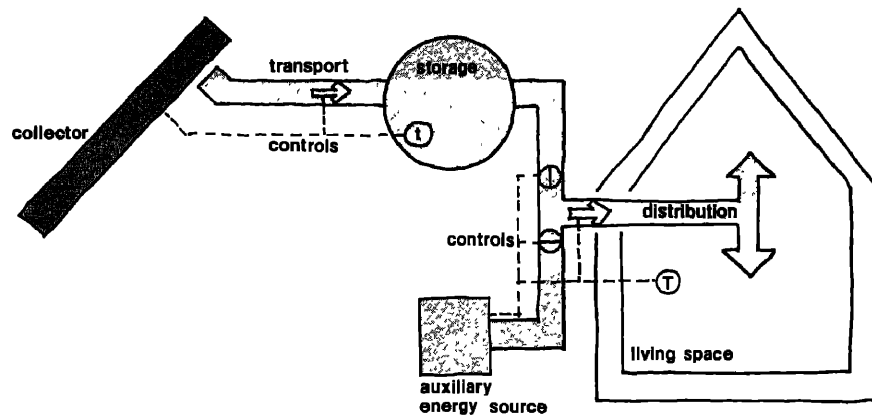 transport
storage
collector
t
controls
distribution
controls
T
living space
auxiliary
energy source